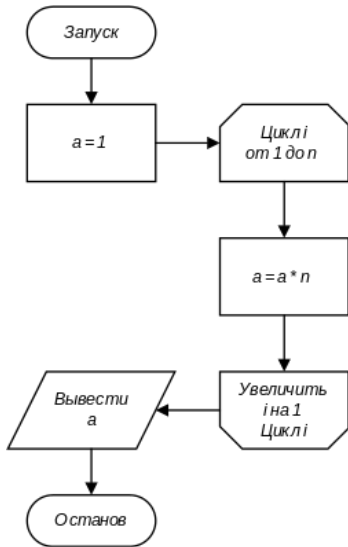 Запуск
a = 1
Цикл i
от 1 до n
a = a * n
Увеличить
i на 1
Цикл i
Вывести
a
Останов